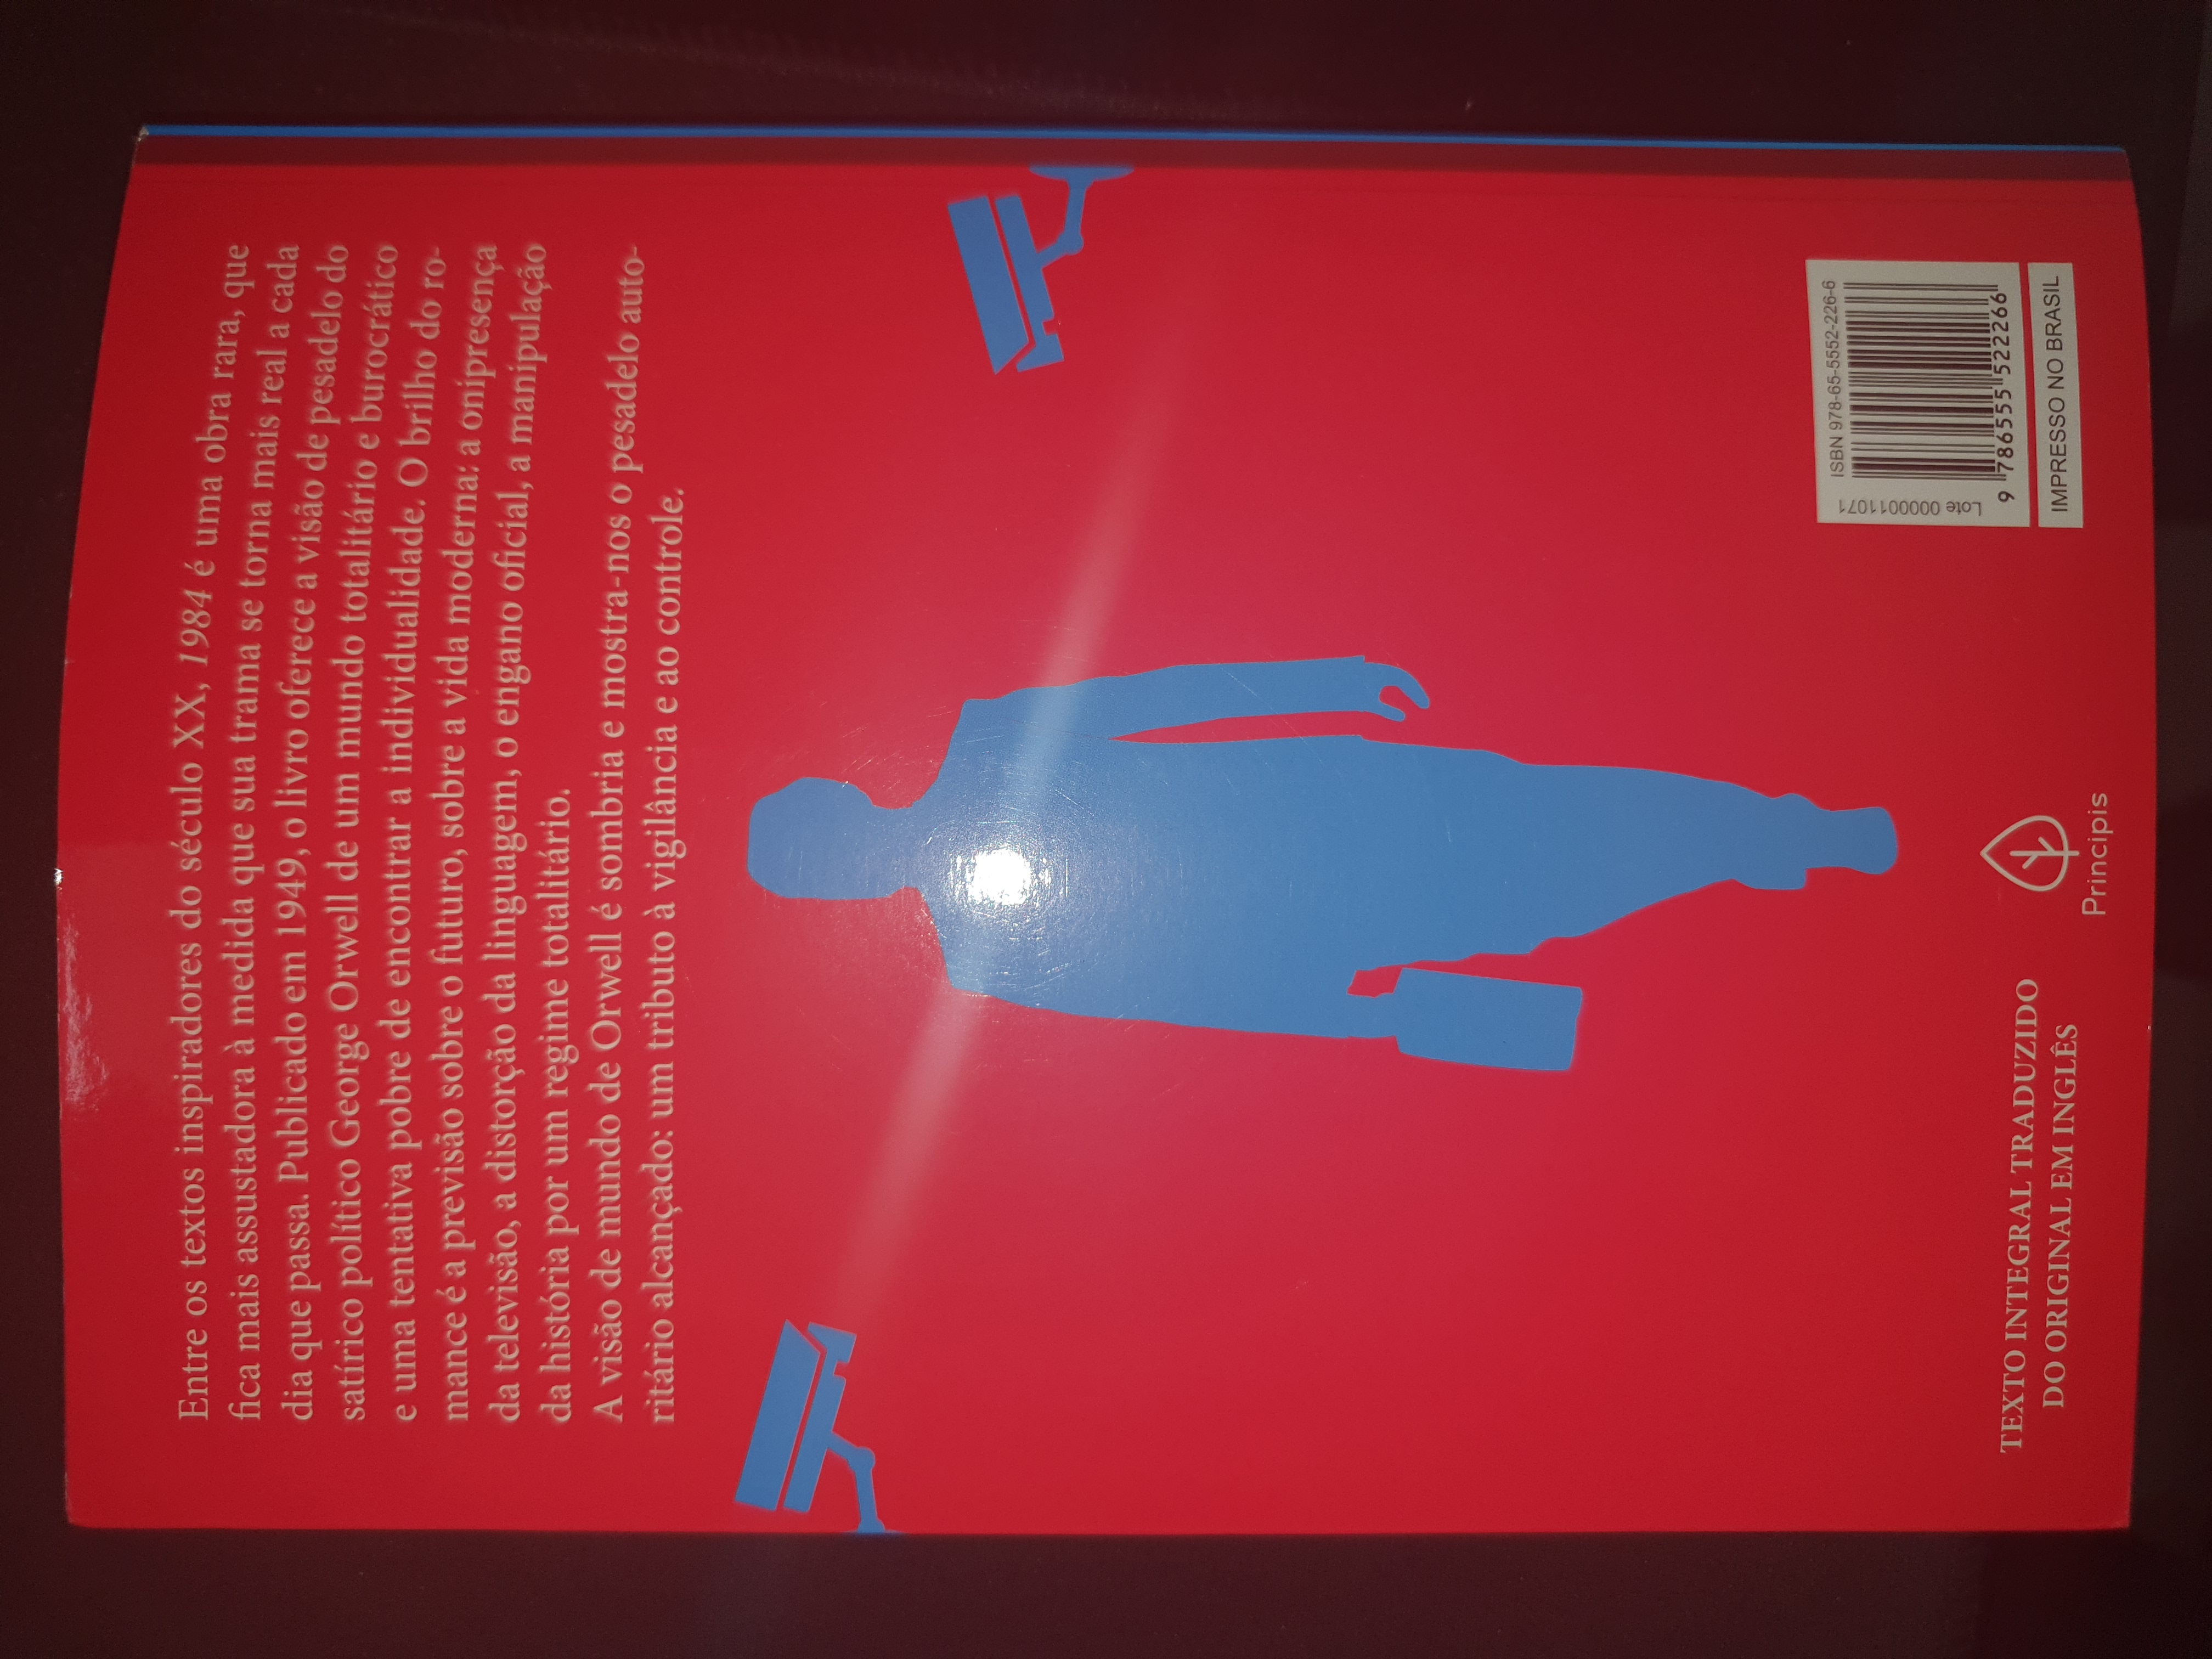 Entre os textos inspiradores do século XX, 1984 é uma obra rara, que
fica mais assustadora à medida que sua trama se torna mais real a cada
dia que passa. Publicado em 1949, o livro oferece a visão de pesadelo do
satírico político George Orwell de um mundo totalitário e burocrático
e uma tentativa pobre de encontrar a individualidade. O brilho do ro-
mance é a previsão sobre o futuro, sobre a vida moderna: a onipresença
da televisão, a distorção da linguagem, o engano oficial, a manipulação
da história por um regime totalitário.
A visão de mundo de Orwell é sombria e mostra-nos o pesadelo auto-
ritário alcançado: um tributo à vigilância e ao controle.
TEXTO INTEGRAL TRADUZIDO
DO ORIGINAL EM INGLÊS
Principis
ISBN 978-65-5552-226-6
Lote 0000011071
9 786555 522266
IMPRESSO NO BRASIL